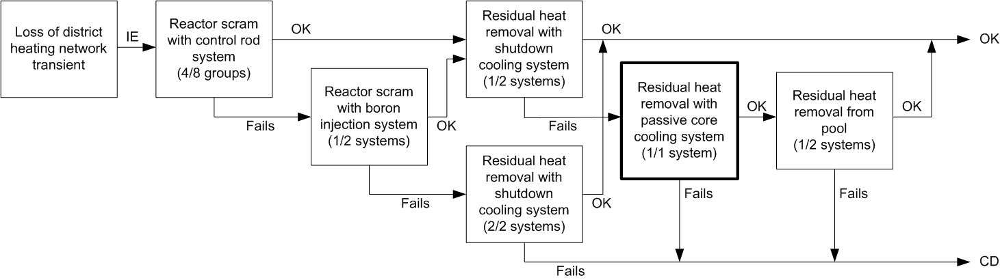 Loss of district
heating network
transient
IE
Reactor scram
with control rod
system
(4/8 groups)
OK
Fails
Reactor scram
with boron
injection system
(1/2 systems)
OK
Fails
Residual heat
removal with
shutdown
cooling system
(1/2 systems)
OK
Fails
Residual heat
removal with
shutdown
cooling system
(2/2 systems)
OK
Fails
Residual heat
removal with
passive core
cooling system
(1/1 system)
OK
Fails
Residual heat
removal from
pool
(1/2 systems)
OK
Fails
OK
CD